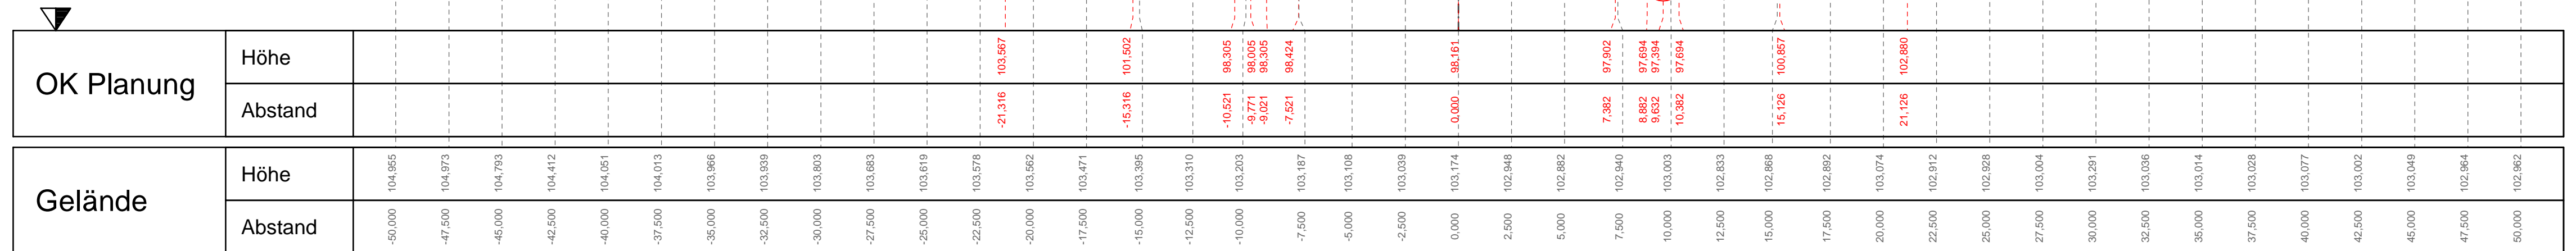 OK Planung
Höhe
103,567 101,502 98,305 98,005 98,305 98,424 98,161 97,902 97,694 97,394 97,694 100,857 102,880
Abstand
-21,316 -15,316 -10,521 -9,771 -9,021 -7,521 0,000 7,382 8,882 9,632 10,382 15,126 21,126
Gelände
Höhe
104,955 104,973 104,793 104,412 104,051 104,013 103,966 103,939 103,803 103,683 103,619 103,578 103,562 103,471 103,395 103,310 103,203 103,187 103,108 103,039 103,174 102,948 102,882 102,940 103,003 102,833 102,868 102,892 103,074 102,912 102,928 103,004 103,291 103,036 103,014 103,028 103,077 103,002 103,049 102,964 102,962
Abstand
-50,000 -47,500 -45,000 -42,500 -40,000 -37,500 -35,000 -32,500 -30,000 -27,500 -25,000 -22,500 -20,000 -17,500 -15,000 -12,500 -10,000 -7,500 -5,000 -2,500 0,000 2,500 5,000 7,500 10,000 12,500 15,000 17,500 20,000 22,500 25,000 27,500 30,000 32,500 35,000 37,500 40,000 42,500 45,000 47,500 50,000